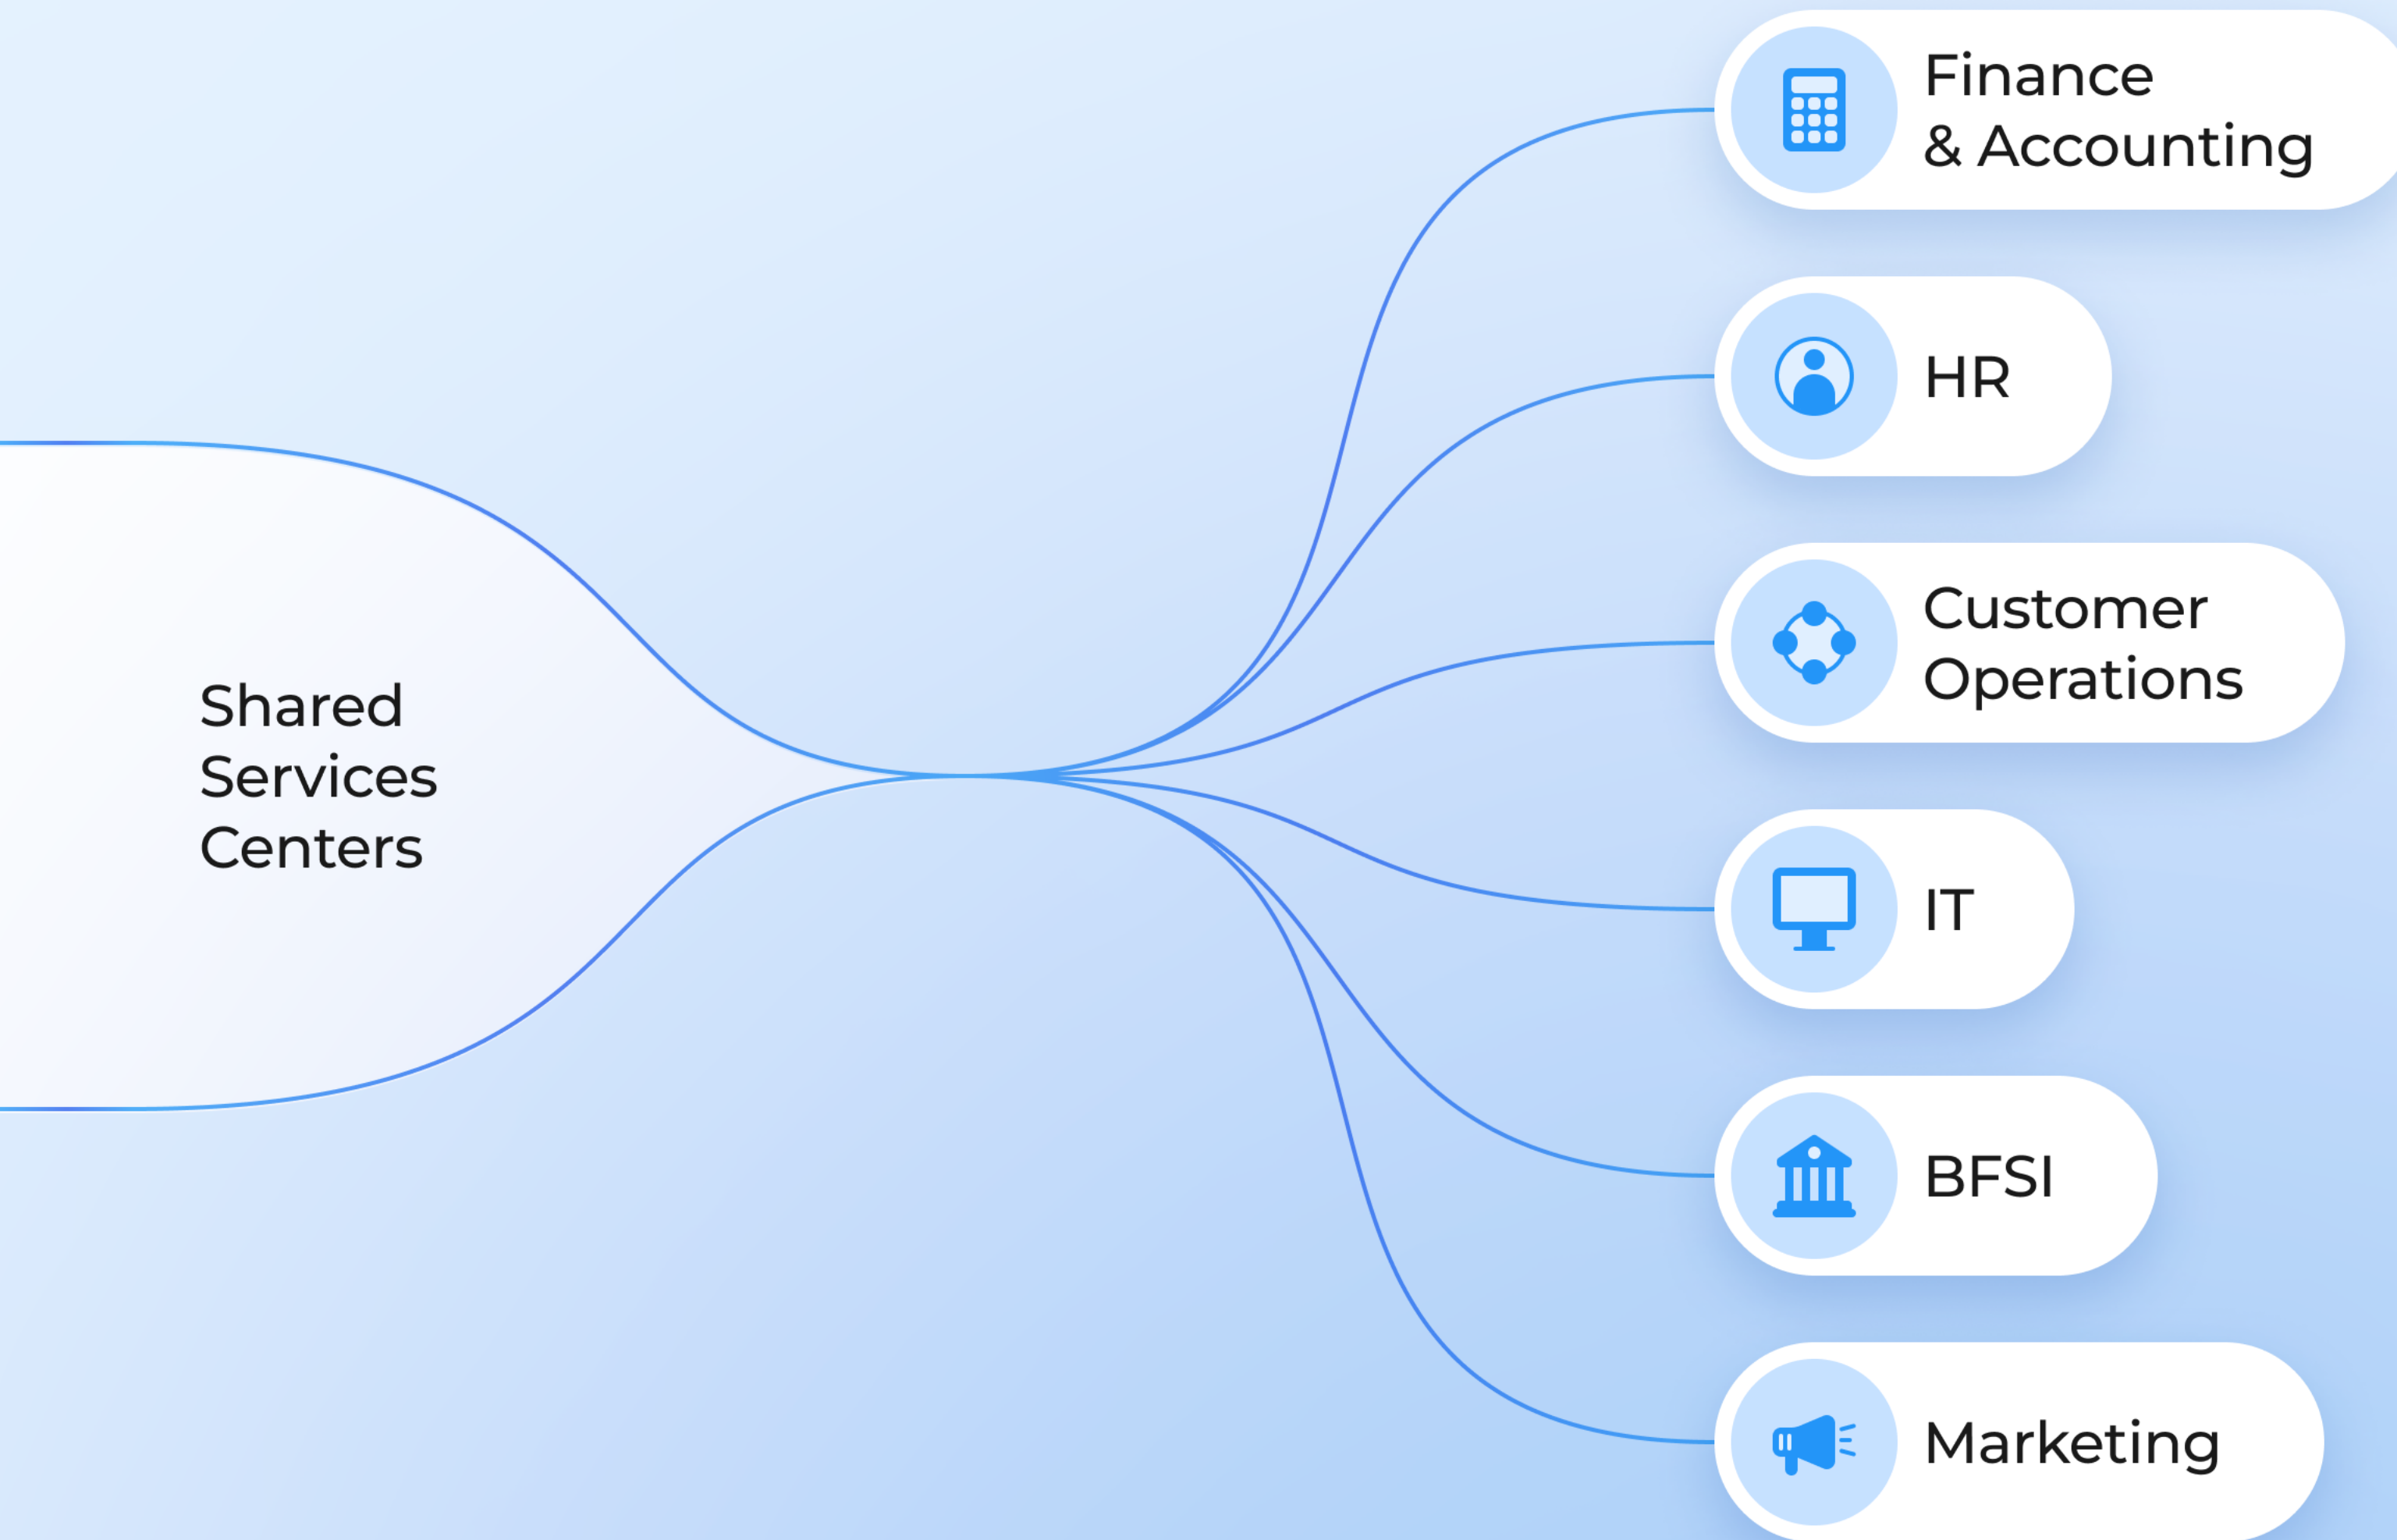 Shared
Services
Centers
Finance
& Accounting
HR
Customer
Operations
IT
BFSI
Marketing